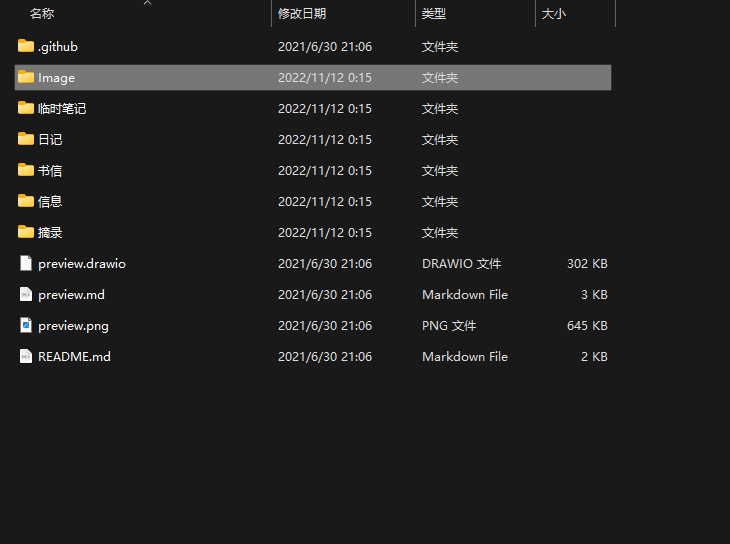 名称 修改日期 类型 大小
.github 2021/6/30 21:06 文件夹
Image 2022/11/12 0:15 文件夹
临时笔记 2022/11/12 0:15 文件夹
日记 2022/11/12 0:15 文件夹
书信 2022/11/12 0:15 文件夹
信息 2022/11/12 0:15 文件夹
摘录 2022/11/12 0:15 文件夹
preview.drawio 2021/6/30 21:06 DRAWIO 文件 302 KB
preview.md 2021/6/30 21:06 Markdown File 3 KB
preview.png 2021/6/30 21:06 PNG 文件 645 KB
README.md 2021/6/30 21:06 Markdown File 2 KB